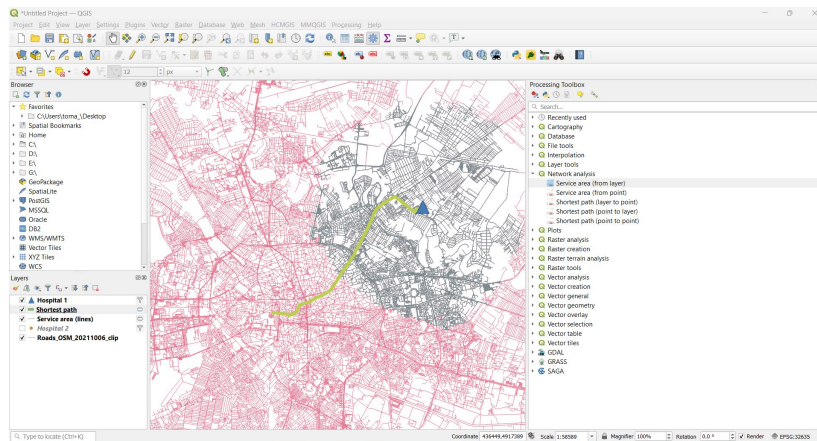 *Untitled Project — QGIS
Project Edit View Layer Settings Plugins Vector Raster Database Web Mesh HCMGIS MMQGIS Processing Help
12 px
Browser
Favorites
C:\Users\toma_\Desktop
Spatial Bookmarks
Home
C:\
D:\
E:\
G:\
GeoPackage
SpatiaLite
PostGIS
MSSQL
Oracle
DB2
WMS/WMTS
Vector Tiles
XYZ Tiles
WCS
Layers
Hospital 1
Shortest path
Service area (lines)
Hospital 2
Roads_OSM_20211006_clip
Processing Toolbox
Search...
Recently used
Cartography
Database
File tools
Interpolation
Layer tools
Network analysis
Service area (from layer)
Service area (from point)
Shortest path (layer to point)
Shortest path (point to layer)
Shortest path (point to point)
Plots
Raster analysis
Raster creation
Raster terrain analysis
Raster tools
Vector analysis
Vector creation
Vector general
Vector geometry
Vector overlay
Vector selection
Vector table
Vector tiles
GDAL
GRASS
SAGA
Type to locate (Ctrl+K) Coordinate 436449,4917389 Scale 1:58589 Magnifier 100% Rotation 0.0 ° Render EPSG:32635